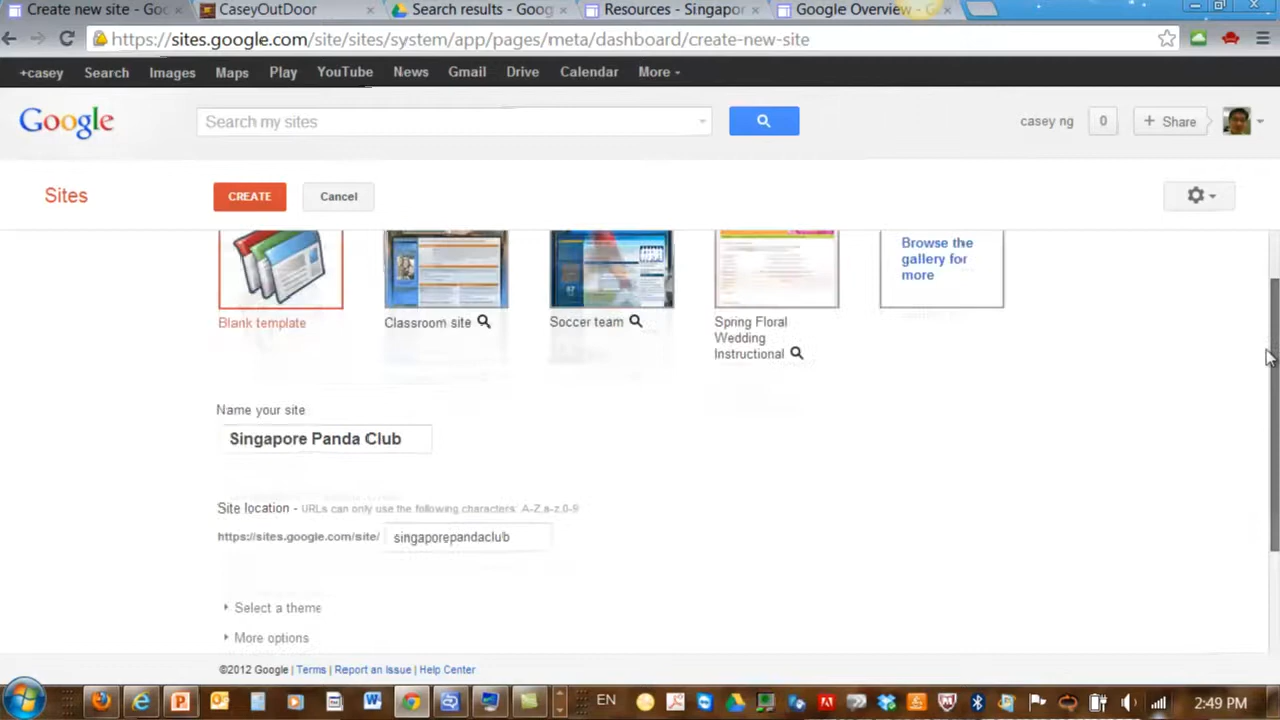 Create new site - Goo
CaseyOutDoor
Search results - Goog
Resources - Singapor
Google Overview - G
https://sites.google.com/site/sites/system/app/pages/meta/dashboard/create-new-site
+casey Search Images Maps Play YouTube News Gmail Drive Calendar More
Google
Search my sites
casey ng
0
+ Share
Sites
CREATE
Cancel
Browse the
gallery for
more
Blank template
Classroom site
Soccer team
Spring Floral
Wedding
Instructional
Name your site
Singapore Panda Club
Site location - URLs can only use the following characters: A-Z,a-z,0-9
https://sites.google.com/site/ singaporepandaclub
Select a theme
More options
©2012 Google | Terms | Report an Issue | Help Center
EN
2:49 PM